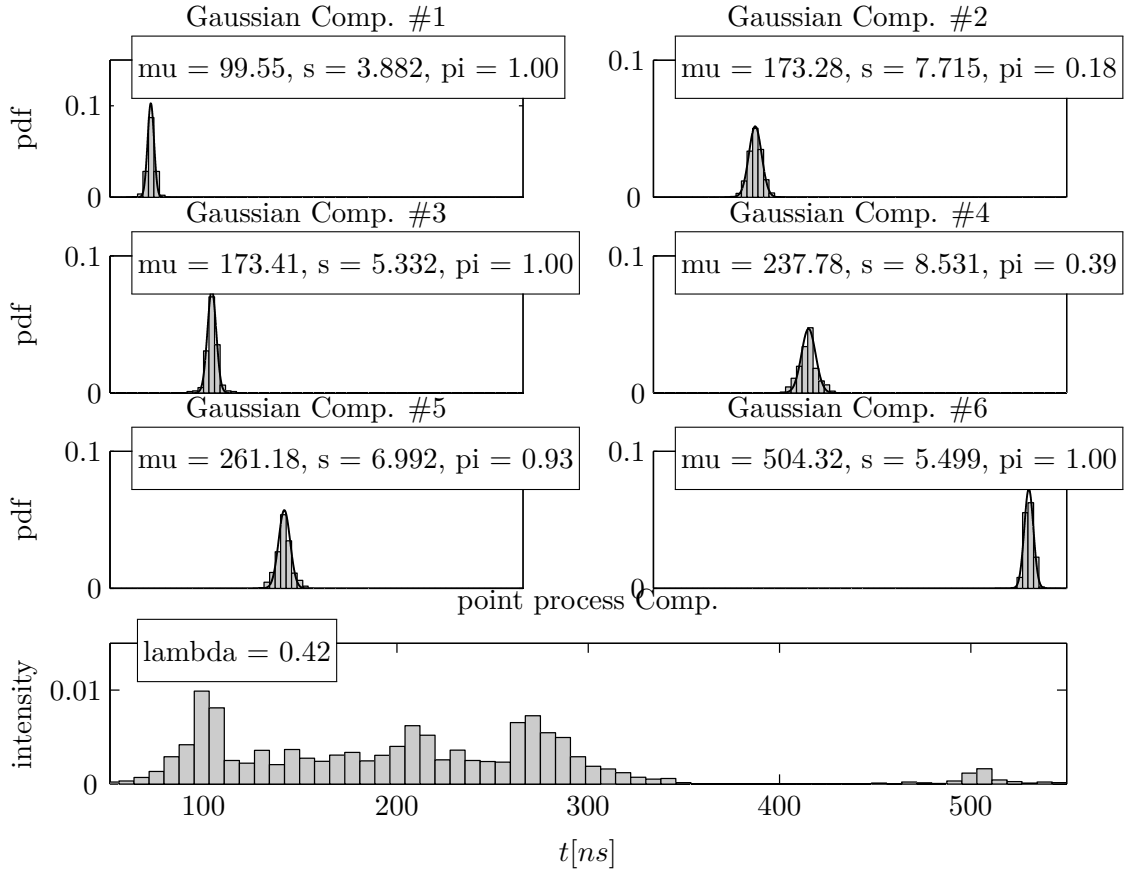 Gaussian Comp. #1
Gaussian Comp. #2
mu = 99.55, s = 3.882, pi = 1.00
mu = 173.28, s = 7.715, pi = 0.18
0.1
0.1
pdf
0
0
Gaussian Comp. #3
Gaussian Comp. #4
mu = 173.41, s = 5.332, pi = 1.00
mu = 237.78, s = 8.531, pi = 0.39
0.1
0.1
pdf
0
0
Gaussian Comp. #5
Gaussian Comp. #6
mu = 261.18, s = 6.992, pi = 0.93
mu = 504.32, s = 5.499, pi = 1.00
0.1
0.1
pdf
0
0
point process Comp.
lambda = 0.42
0.01
intensity
0
100
200
300
400
500
t[ns]